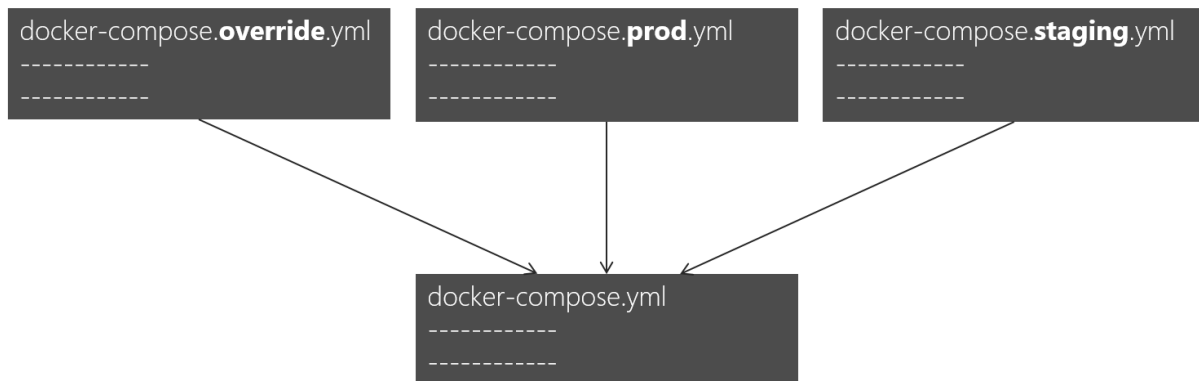 docker-compose.override.yml
------------
------------
docker-compose.prod.yml
------------
------------
docker-compose.staging.yml
------------
------------
docker-compose.yml
------------
------------